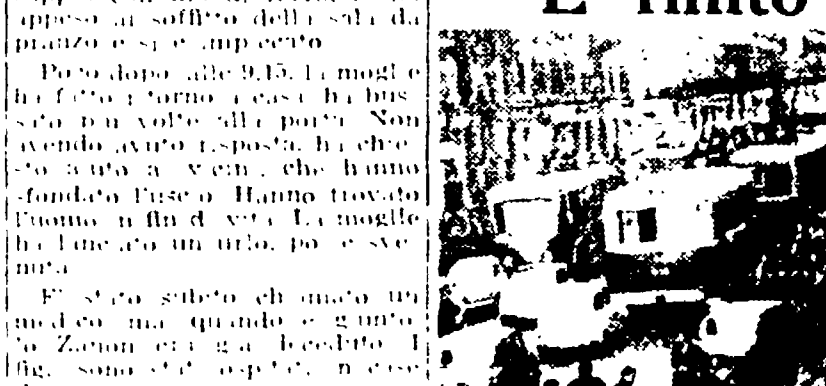 appeso al soffitto della sala da
pranzo e si è impiccato
Poco dopo, alle 9,15, la moglie
ha fatto ritorno a casa, ha bus-
sato più volte alla porta. Non
avendo avuto risposta, ha chie-
sto aiuto ai vicini, che hanno
sfondato l'uscio. Hanno trovato
l'uomo in fin di vita. La moglie
ha lanciato un urlo, poi è sve-
nuta.
E' stato subito chiamato un
medico ma quando è giunto
lo Zanon era già deceduto. I
figli sono stati ospitati in case
E' finito